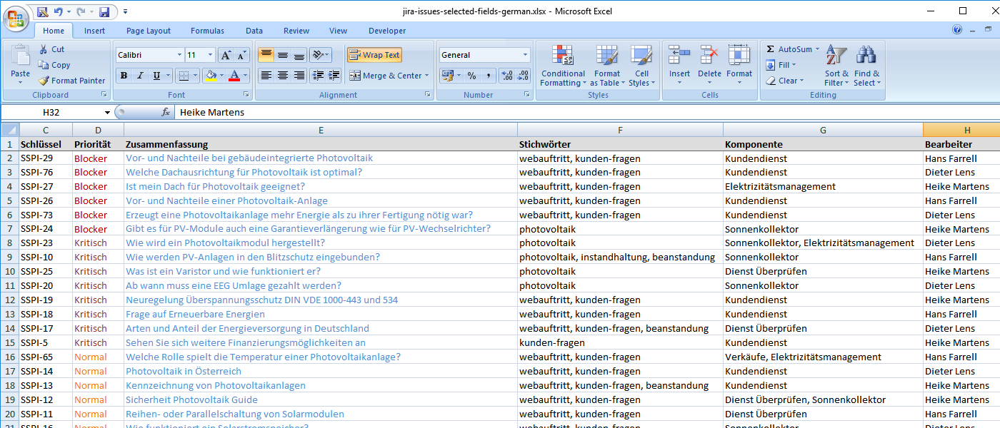 jira-issues-selected-fields-german.xlsx - Microsoft Excel
Home Insert Page Layout Formulas Data Review View Developer
Cut Calibri 11 Wrap Text General Σ AutoSum
Paste Copy Conditional Formatting Format as Table Cell Styles Insert Delete Format Fill Sort & Filter Find & Select
Format Painter B I U A Merge & Center % , Clear
Clipboard Font Alignment Number Styles Cells Editing
H32 fx Heike Martens
C D E F G H
1 Schlüssel Priorität Zusammenfassung Stichwörter Komponente Bearbeiter
2 SSPI-29 Blocker Vor- und Nachteile bei gebäudeintegrierte Photovoltaik webauftritt, kunden-fragen Kundendienst Hans Farrell
3 SSPI-76 Blocker Welche Dachausrichtung für Photovoltaik ist optimal? webauftritt, kunden-fragen Kundendienst Dieter Lens
4 SSPI-27 Blocker Ist mein Dach für Photovoltaik geeignet? webauftritt, kunden-fragen Elektrizitätsmanagement Heike Martens
5 SSPI-26 Blocker Vor- und Nachteile einer Photovoltaik-Anlage webauftritt, kunden-fragen Kundendienst Hans Farrell
6 SSPI-73 Blocker Erzeugt eine Photovoltaikanlage mehr Energie als zu ihrer Fertigung nötig war? webauftritt, kunden-fragen Kundendienst Dieter Lens
7 SSPI-24 Blocker Gibt es für PV-Module auch eine Garantieverlängerung wie für PV-Wechselrichter? photovoltaik Sonnenkollektor Heike Martens
8 SSPI-23 Kritisch Wie wird ein Photovoltaikmodul hergestellt? photovoltaik Sonnenkollektor, Elektrizitätsmanagement Dieter Lens
9 SSPI-10 Kritisch Wie werden PV-Anlagen in den Blitzschutz eingebunden? photovoltaik, instandhaltung, beanstandung Sonnenkollektor Hans Farrell
10 SSPI-25 Kritisch Was ist ein Varistor und wie funktioniert er? photovoltaik Dienst Überprüfen Heike Martens
11 SSPI-20 Kritisch Ab wann muss eine EEG Umlage gezahlt werden? photovoltaik Sonnenkollektor Dieter Lens
12 SSPI-19 Kritisch Neuregelung Überspannungsschutz DIN VDE 1000-443 und 534 webauftritt, kunden-fragen Kundendienst Heike Martens
13 SSPI-18 Kritisch Frage auf Erneuerbare Energien webauftritt, kunden-fragen Kundendienst Hans Farrell
14 SSPI-17 Kritisch Arten und Anteil der Energieversorgung in Deutschland webauftritt, kunden-fragen, beanstandung Dienst Überprüfen Dieter Lens
15 SSPI-5 Kritisch Sehen Sie sich weitere Finanzierungsmöglichkeiten an kunden-fragen Kundendienst Heike Martens
16 SSPI-65 Normal Welche Rolle spielt die Temperatur einer Photovoltaikanlage? webauftritt, kunden-fragen Verkäufe, Elektrizitätsmanagement Hans Farrell
17 SSPI-14 Normal Photovoltaik in Österreich webauftritt, kunden-fragen Kundendienst Dieter Lens
18 SSPI-13 Normal Kennzeichnung von Photovoltaikanlagen webauftritt, kunden-fragen, beanstandung Kundendienst Heike Martens
19 SSPI-12 Normal Sicherheit Photovoltaik Guide webauftritt, kunden-fragen Dienst Überprüfen, Sonnenkollektor Dieter Lens
20 SSPI-11 Normal Reihen- oder Parallelschaltung von Solarmodulen webauftritt, kunden-fragen Dienst Überprüfen Hans Farrell
21 SSPI-16 Normal Wie funktioniert ein Solarstromspeicher? webauftritt, kunden-fragen Kundendienst Dieter Lens